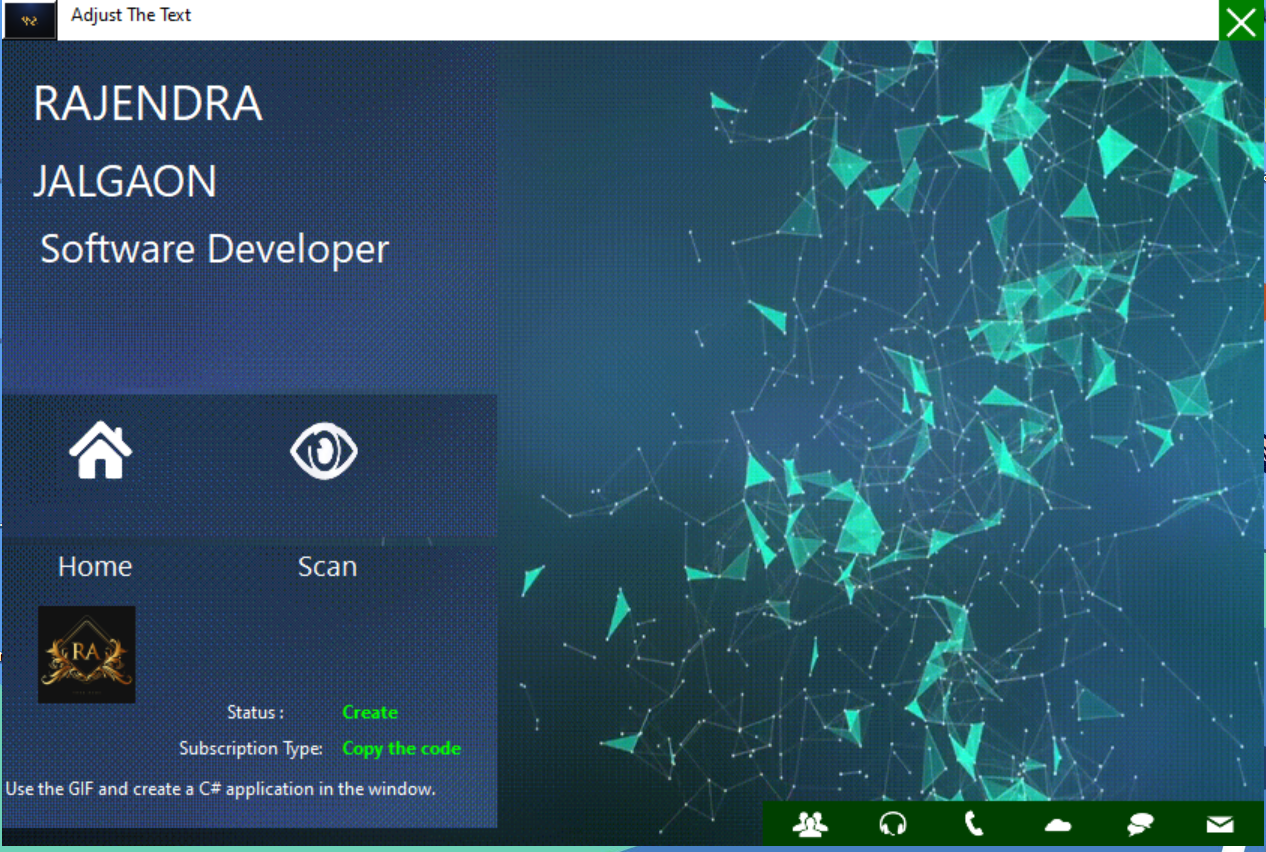 Adjust The Text
RAJENDRA
JALGAON
Software Developer
Home
Scan
RA
Status :
Create
Subscription Type:
Copy the code
Use the GIF and create a C# application in the window.